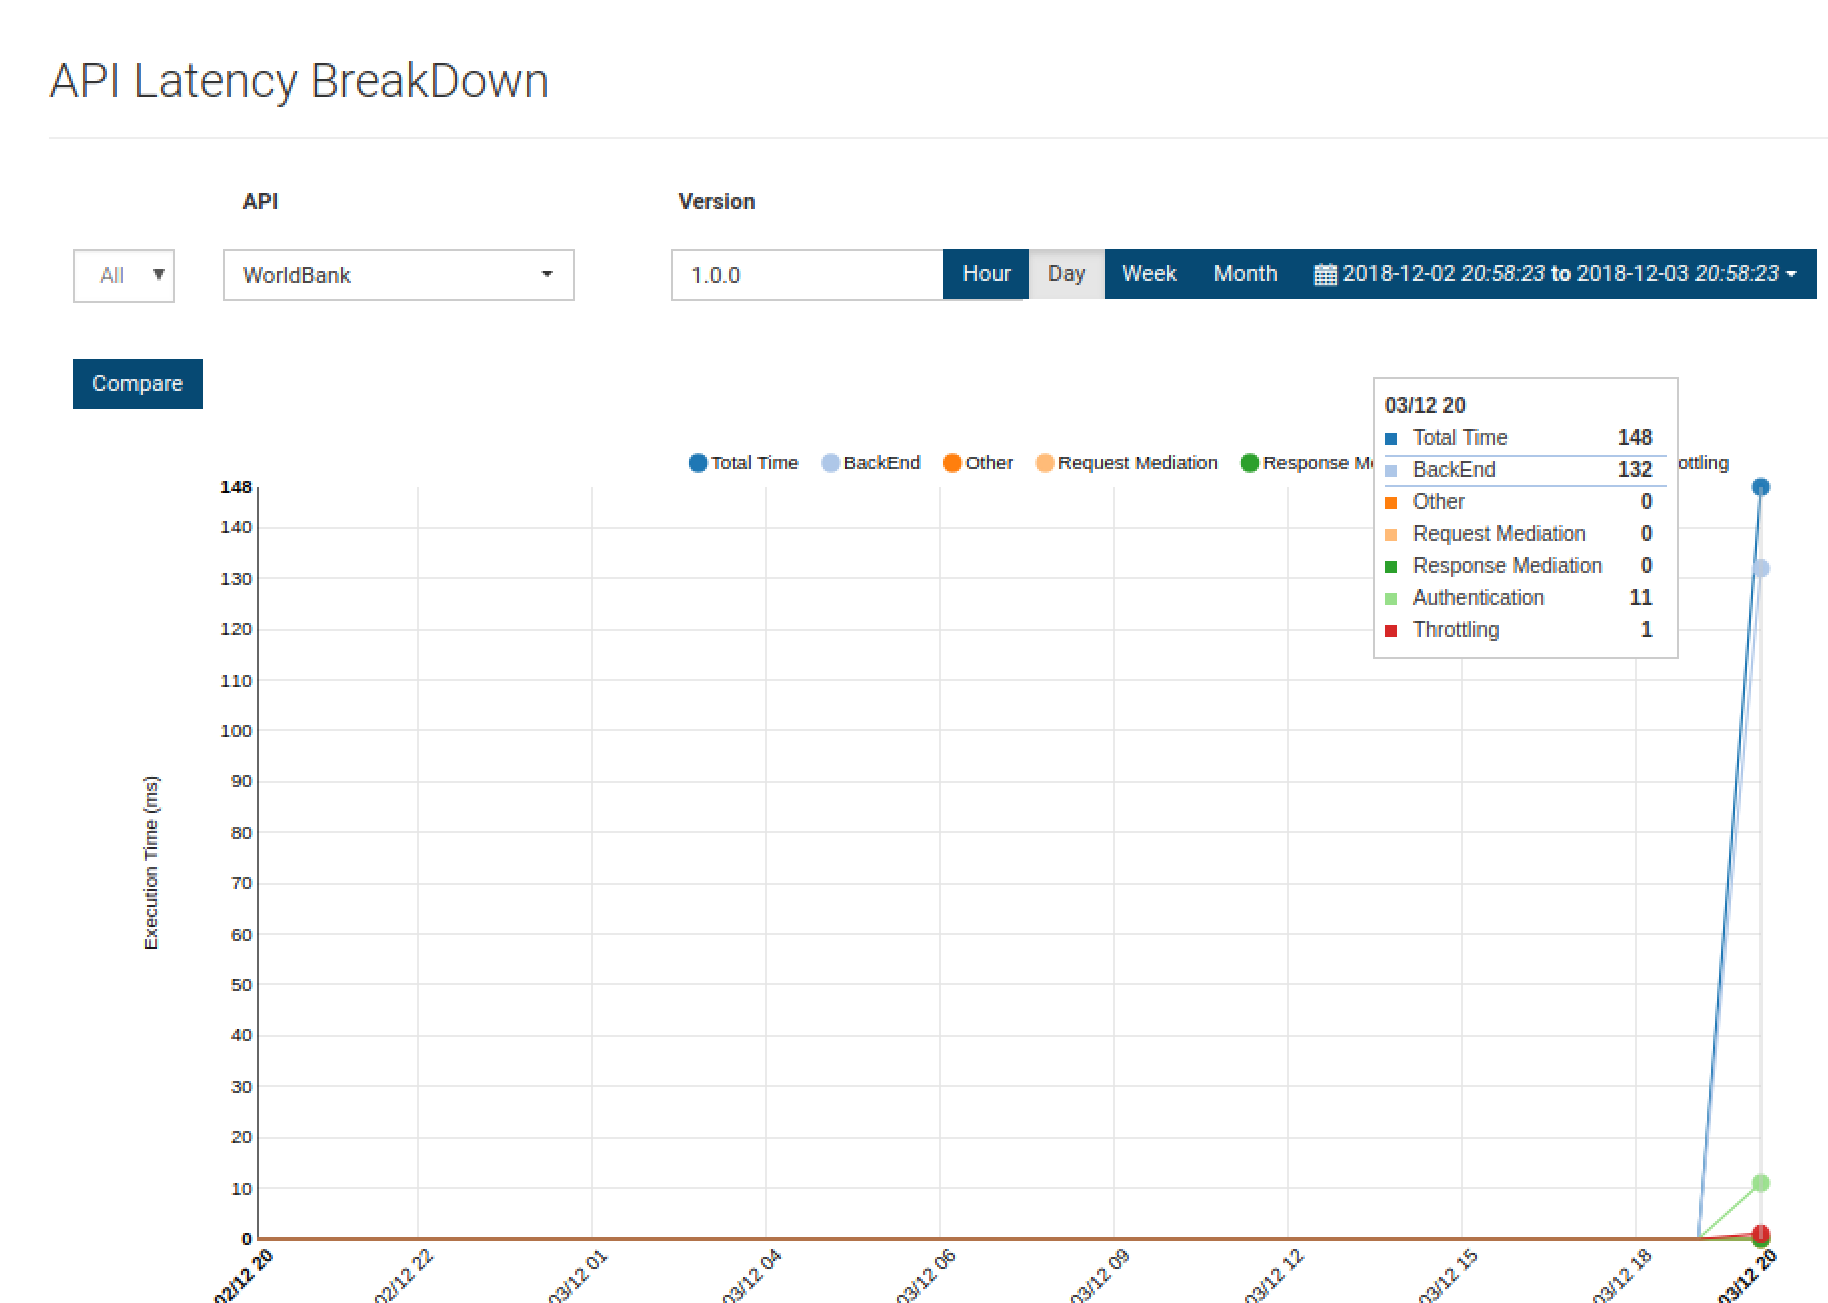 API Latency BreakDown
API Version
All WorldBank 1.0.0 Hour Day Week Month 2018-12-02 20:58:23 to 2018-12-03 20:58:23
Compare
03/12 20
Total Time 148
BackEnd 132
Other 0
Request Mediation 0
Response Mediation 0
Authentication 11
Throttling 1
Total Time BackEnd Other Request Mediation Response M ottling
148
140
130
120
110
100
90
80
70
60
50
40
30
20
10
0
Execution Time (ms)
02/12 20 02/12 22 03/12 01 03/12 04 03/12 06 03/12 09 03/12 12 03/12 15 03/12 18 03/12 20